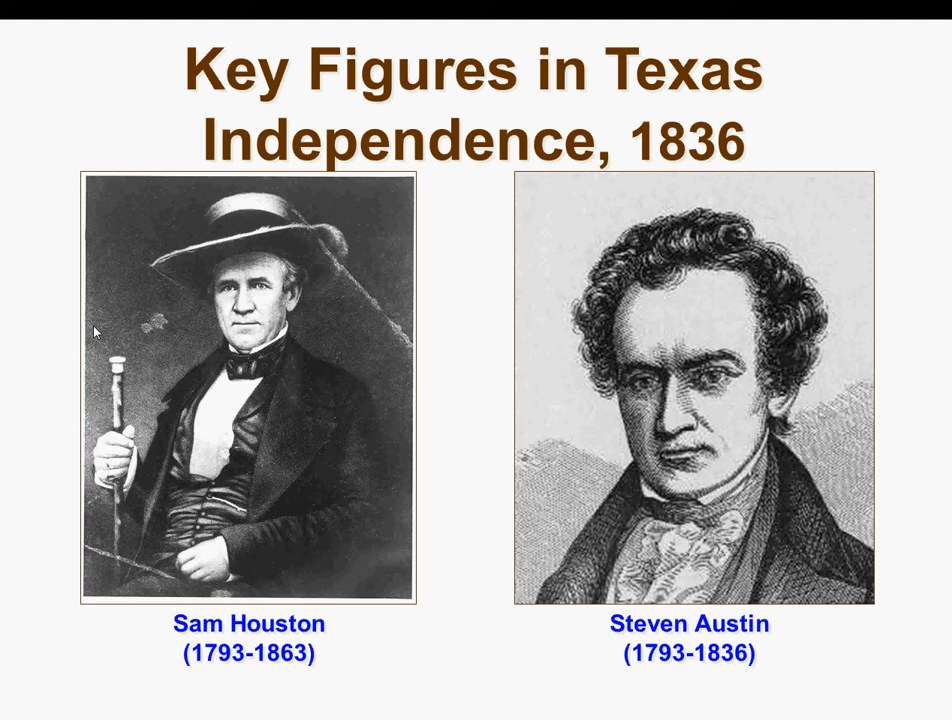 Key Figures in Texas
Independence, 1836
Sam Houston
(1793-1863)
Steven Austin
(1793-1836)